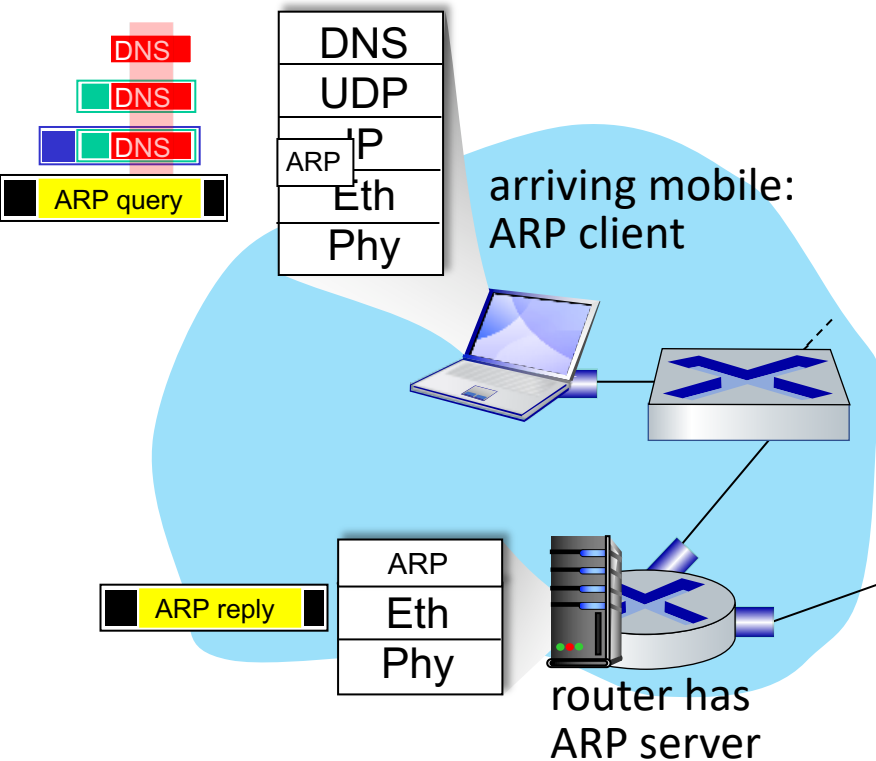 DNS
DNS
DNS
ARP query
DNS
UDP
IP
ARP
Eth
Phy
arriving mobile:
ARP client
ARP reply
ARP
Eth
Phy
router has
ARP server